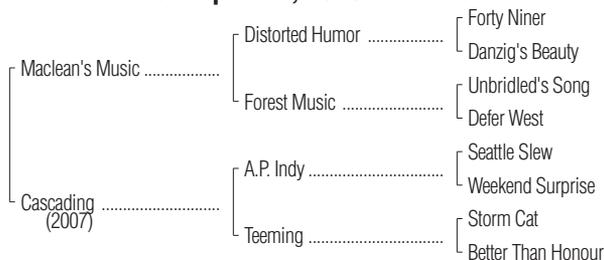 Forty Niner
Distorted Humor ..................
Danzig's Beauty
Maclean's Music .................
Unbridled's Song
Forest Music .......................
Defer West
Seattle Slew
A.P. Indy ...............................
Weekend Surprise
Cascading ...........................
(2007)
Storm Cat
Teeming ...............................
Better Than Honour